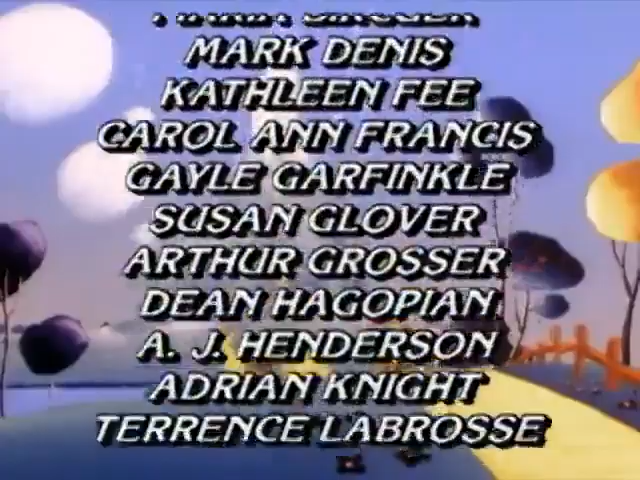 MARK DENIS
KATHLEEN FEE
CAROL ANN FRANCIS
GAYLE GARFINKLE
SUSAN GLOVER
ARTHUR GROSSER
DEAN HAGOPIAN
A. J. HENDERSON
ADRIAN KNIGHT
TERRENCE LABROSSE